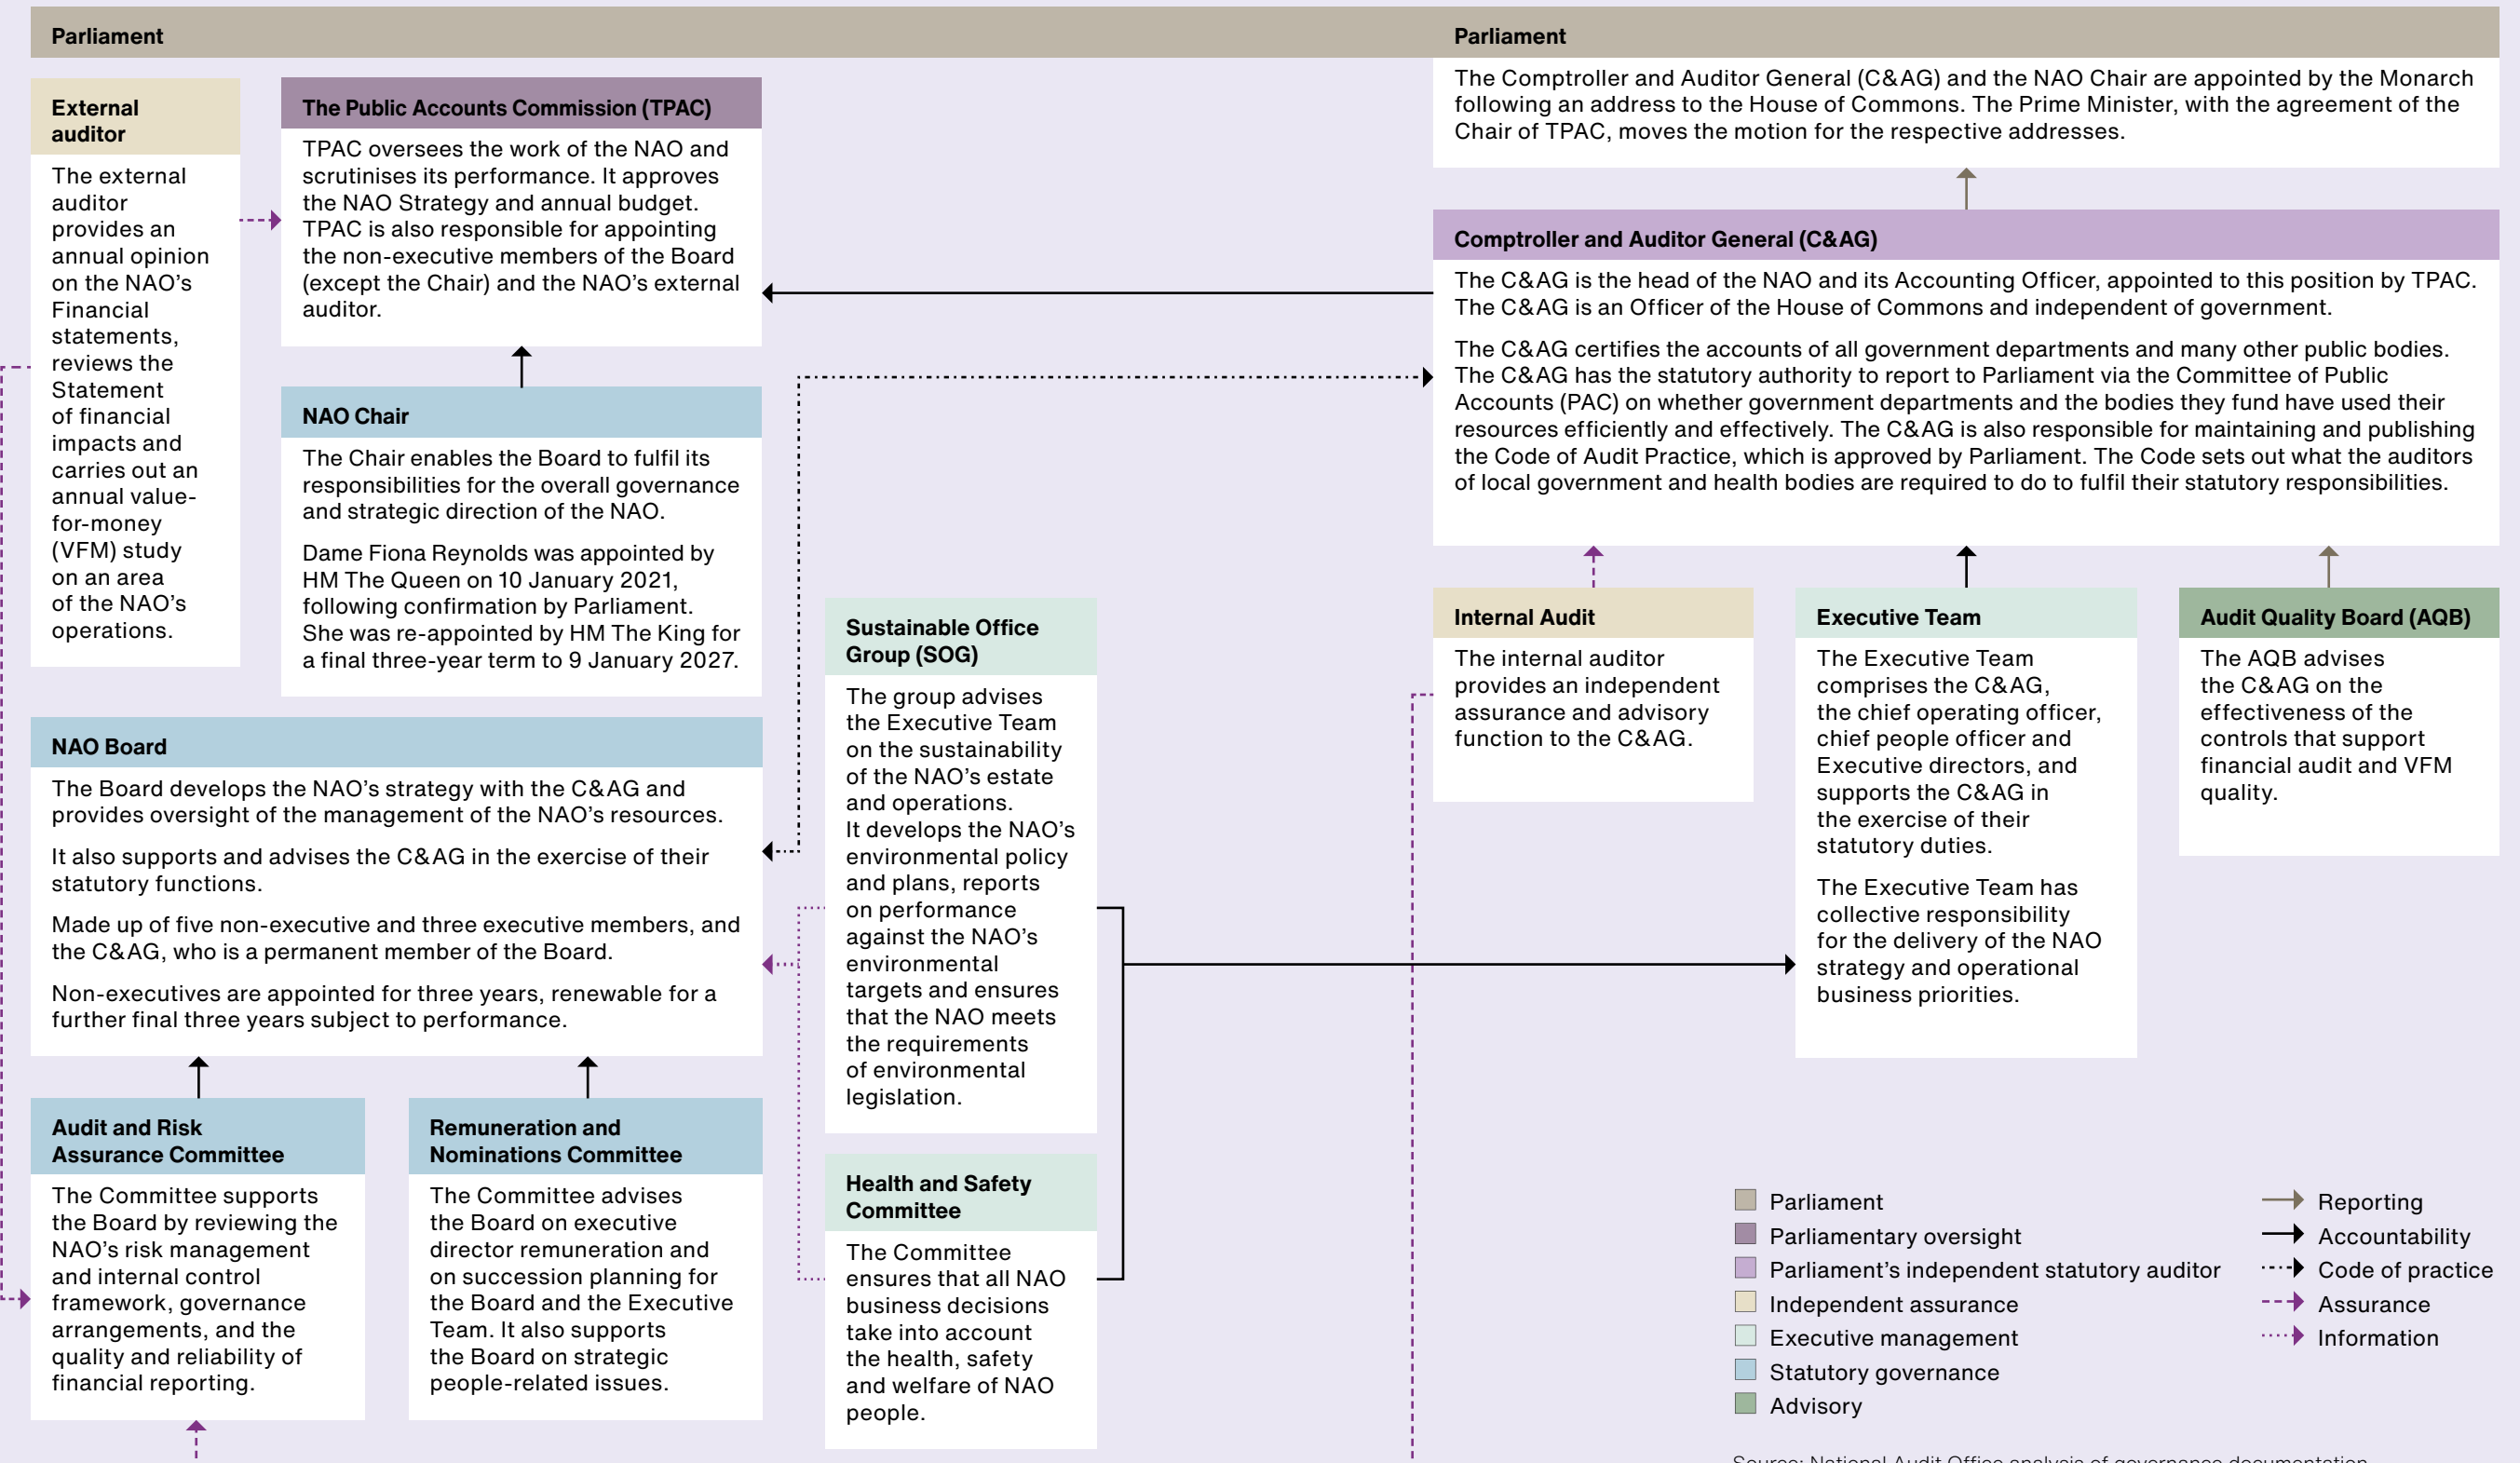 Parliament
Parliament
External
auditor
The external
auditor
provides an
annual opinion
on the NAO's
Financial
statements,
reviews the
Statement
of financial
impacts and
carries out an
annual value-
for-money
(VFM) study
on an area
of the NAO's
operations.
The Public Accounts Commission (TPAC)
TPAC oversees the work of the NAO and
scrutinises its performance. It approves
the NAO Strategy and annual budget.
TPAC is also responsible for appointing
the non-executive members of the Board
(except the Chair) and the NAO's external
auditor.
The Comptroller and Auditor General (C&AG) and the NAO Chair are appointed by the Monarch
following an address to the House of Commons. The Prime Minister, with the agreement of the
Chair of TPAC, moves the motion for the respective addresses.
Comptroller and Auditor General (C&AG)
The C&AG is the head of the NAO and its Accounting Officer, appointed to this position by TPAC.
The C&AG is an Officer of the House of Commons and independent of government.
The C&AG certifies the accounts of all government departments and many other public bodies.
The C&AG has the statutory authority to report to Parliament via the Committee of Public
Accounts (PAC) on whether government departments and the bodies they fund have used their
resources efficiently and effectively. The C&AG is also responsible for maintaining and publishing
the Code of Audit Practice, which is approved by Parliament. The Code sets out what the auditors
of local government and health bodies are required to do to fulfil their statutory responsibilities.
NAO Chair
The Chair enables the Board to fulfil its
responsibilities for the overall governance
and strategic direction of the NAO.
Dame Fiona Reynolds was appointed by
HM The Queen on 10 January 2021,
following confirmation by Parliament.
She was re-appointed by HM The King for
a final three-year term to 9 January 2027.
NAO Board
The Board develops the NAO's strategy with the C&AG and
provides oversight of the management of the NAO's resources.
It also supports and advises the C&AG in the exercise of their
statutory functions.
Made up of five non-executive and three executive members, and
the C&AG, who is a permanent member of the Board.
Non-executives are appointed for three years, renewable for a
further final three years subject to performance.
Sustainable Office
Group (SOG)
The group advises
the Executive Team
on the sustainability
of the NAO's estate
and operations.
It develops the NAO's
environmental policy
and plans, reports
on performance
against the NAO's
environmental
targets and ensures
that the NAO meets
the requirements
of environmental
legislation.
Internal Audit
The internal auditor
provides an independent
assurance and advisory
function to the C&AG.
Executive Team
The Executive Team
comprises the C&AG,
the chief operating officer,
chief people officer and
Executive directors, and
supports the C&AG in
the exercise of their
statutory duties.
The Executive Team has
collective responsibility
for the delivery of the NAO
strategy and operational
business priorities.
Audit Quality Board (AQB)
The AQB advises
the C&AG on the
effectiveness of the
controls that support
financial audit and VFM
quality.
Audit and Risk
Assurance Committee
The Committee supports
the Board by reviewing the
NAO's risk management
and internal control
framework, governance
arrangements, and the
quality and reliability of
financial reporting.
Remuneration and
Nominations Committee
The Committee advises
the Board on executive
director remuneration and
on succession planning for
the Board and the Executive
Team. It also supports
the Board on strategic
people-related issues.
Health and Safety
Committee
The Committee
ensures that all NAO
business decisions
take into account
the health, safety
and welfare of NAO
people.
Parliament
Parliamentary oversight
Parliament's independent statutory auditor
Independent assurance
Executive management
Statutory governance
Advisory
Reporting
Accountability
Code of practice
Assurance
Information
Source: National Audit Office analysis of governance documentation